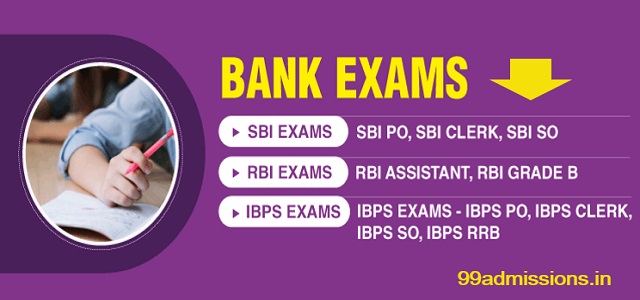 BANK EXAMS
SBI EXAMS SBI PO, SBI CLERK, SBI SO
RBI EXAMS RBI ASSISTANT, RBI GRADE B
IBPS EXAMS IBPS EXAMS - IBPS PO, IBPS CLERK,
IBPS SO, IBPS RRB
99admissions.in